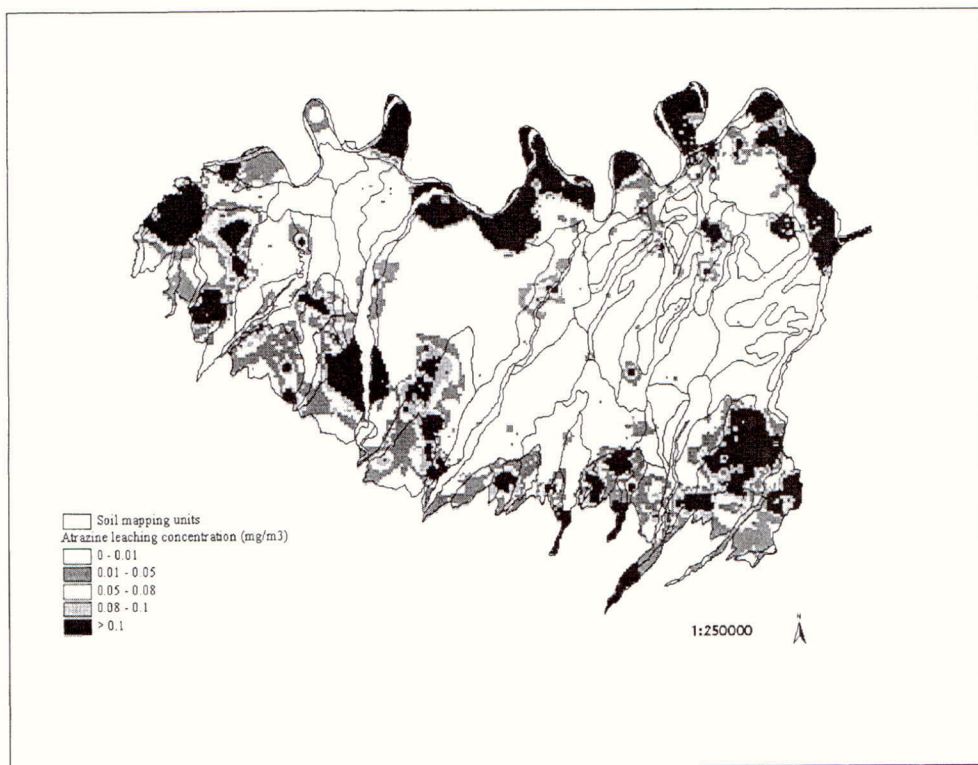 Soil mapping units
Atrazine leaching concentration (mg/m3)
0 - 0.01
0.01 - 0.05
0.05 - 0.08
0.08 - 0.1
> 0.1
1:250000
N